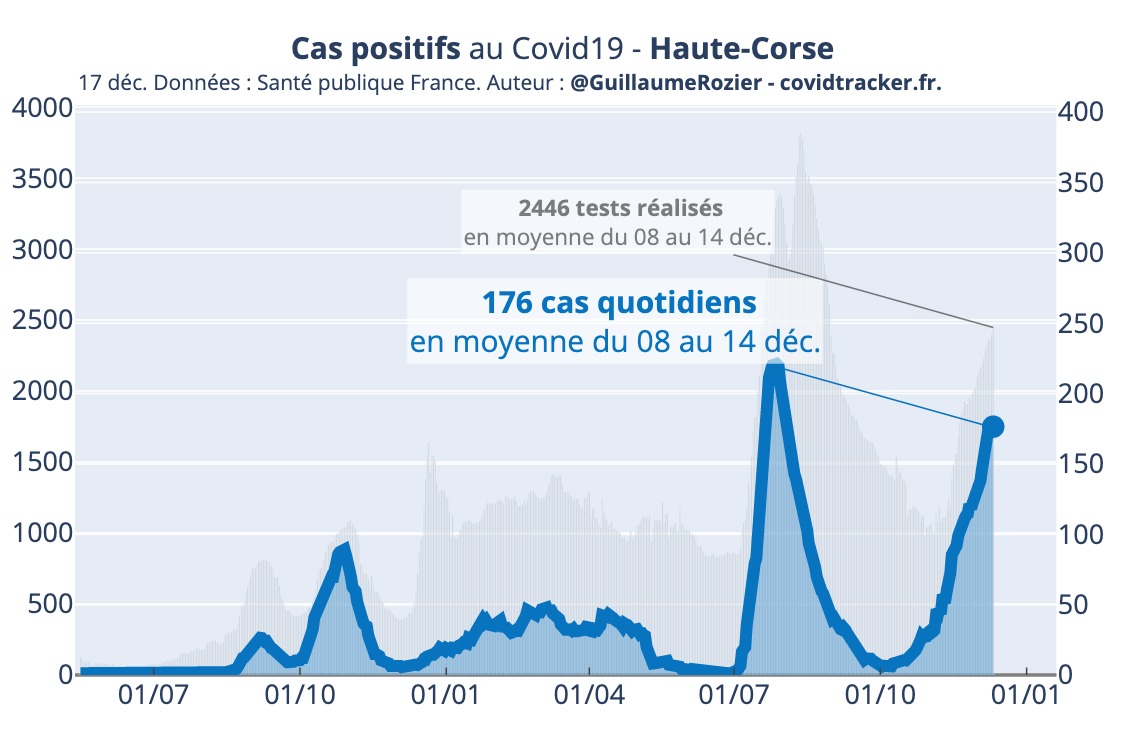 Cas positifs au Covid19 - Haute-Corse
17 déc. Données : Santé publique France. Auteur : @GuillaumeRozier - covidtracker.fr.
4000
3500
3000
2500
2000
1500
1000
500
0
2446 tests réalisés
en moyenne du 08 au 14 déc.
176 cas quotidiens
en moyenne du 08 au 14 déc.
400
350
300
250
200
150
100
50
0
01/07 01/10 01/01 01/04 01/07 01/10 01/01